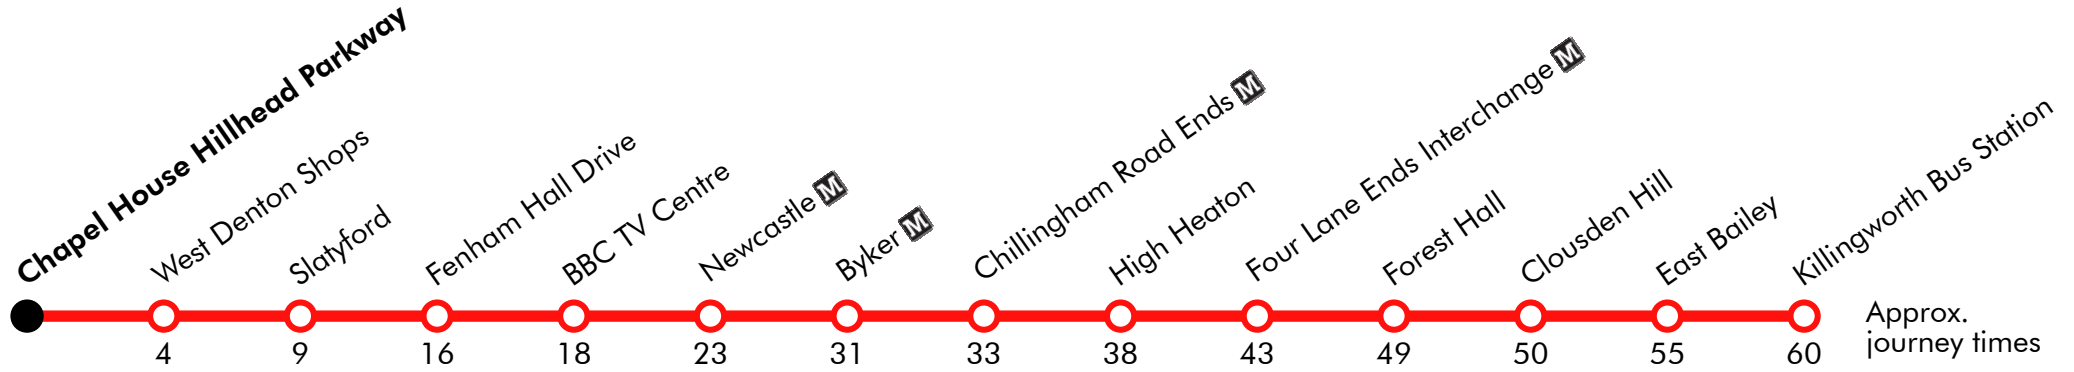 Chapel House Hillhead Parkway
West Denton Shops
Slatyford
Fenham Hall Drive
BBC TV Centre
Newcastle M
Byker M
Chillingham Road Ends M
High Heaton
Four Lane Ends Interchange M
Forest Hall
Clousden Hill
East Bailey
Killingworth Bus Station
4 9 16 18 23 31 33 38 43 49 50 55 60
Approx.
journey times